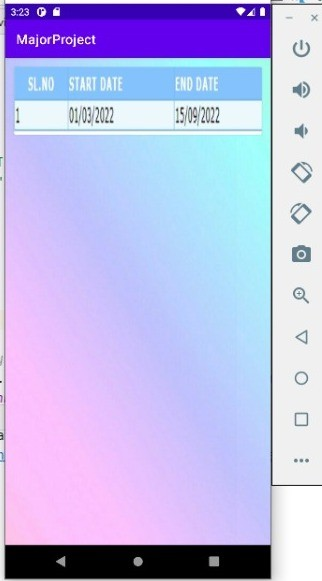 3:23
MajorProject
SL.NO START DATE END DATE
1 01/03/2022 15/09/2022